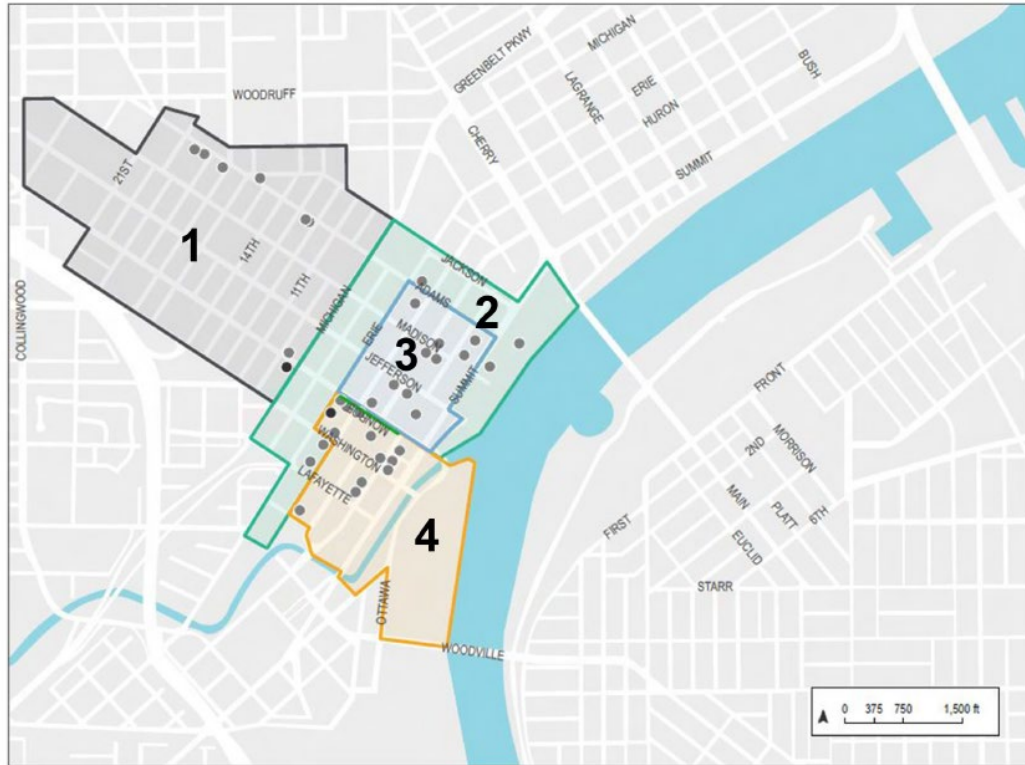 WOODRUFF
GREENBELT PKWY
MICHIGAN
BUSH
LAGRANGE
ERIE
HURON
CHERRY
SUMMIT
21ST
1
14TH
11TH
JACKSON
COLLINGWOOD
MICHIGAN
ADAMS
2
ERIE
MADISON
3
JEFFERSON
SUMMIT
FRONT
WASHINGTON
LAFAYETTE
MORRISON
2ND
MAIN
PLATT
6TH
FIRST
EUCLID
4
STARR
OTTAWA
WOODVILLE
0 375 750 1,500 ft